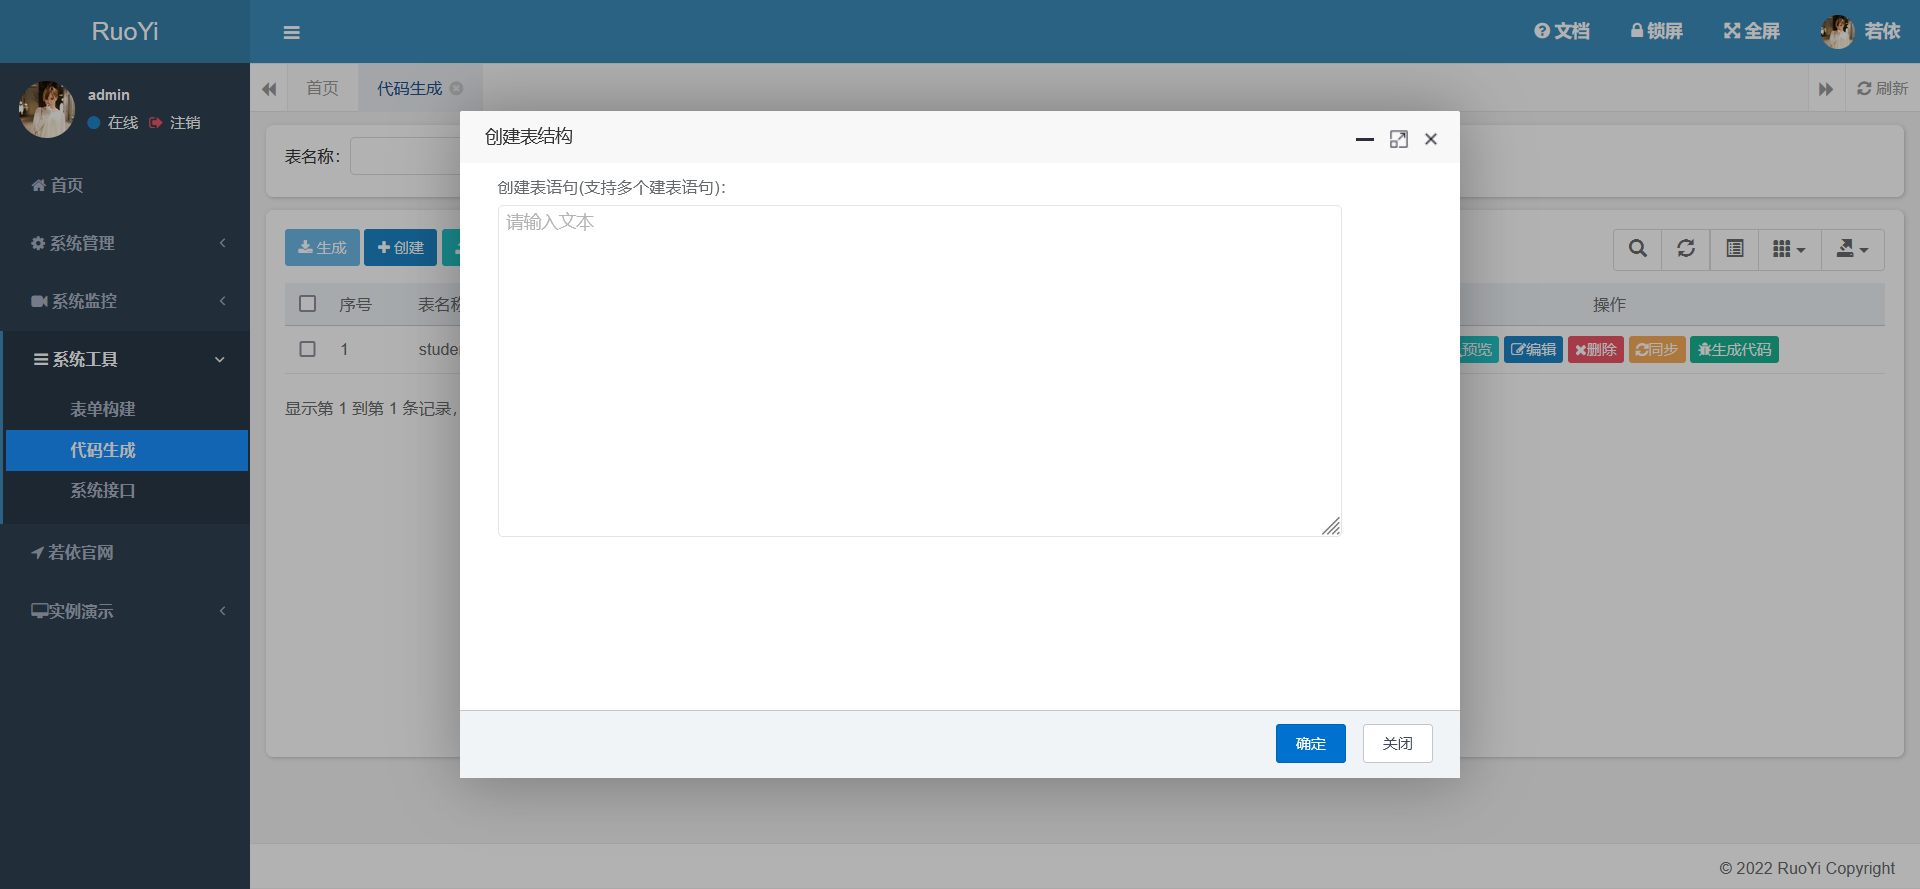 RuoYi
文档
锁屏
全屏
若依
admin
在线
注销
首页
代码生成
刷新
首页
系统管理
系统监控
系统工具
表单构建
代码生成
系统接口
若依官网
实例演示
表名称：
生成
创建
序号
表名称
操作
1
预览
编辑
删除
同步
生成代码
显示第 1 到第 1 条记录，
创建表结构
创建表语句(支持多个建表语句)：
请输入文本
确定
关闭
© 2022 RuoYi Copyright